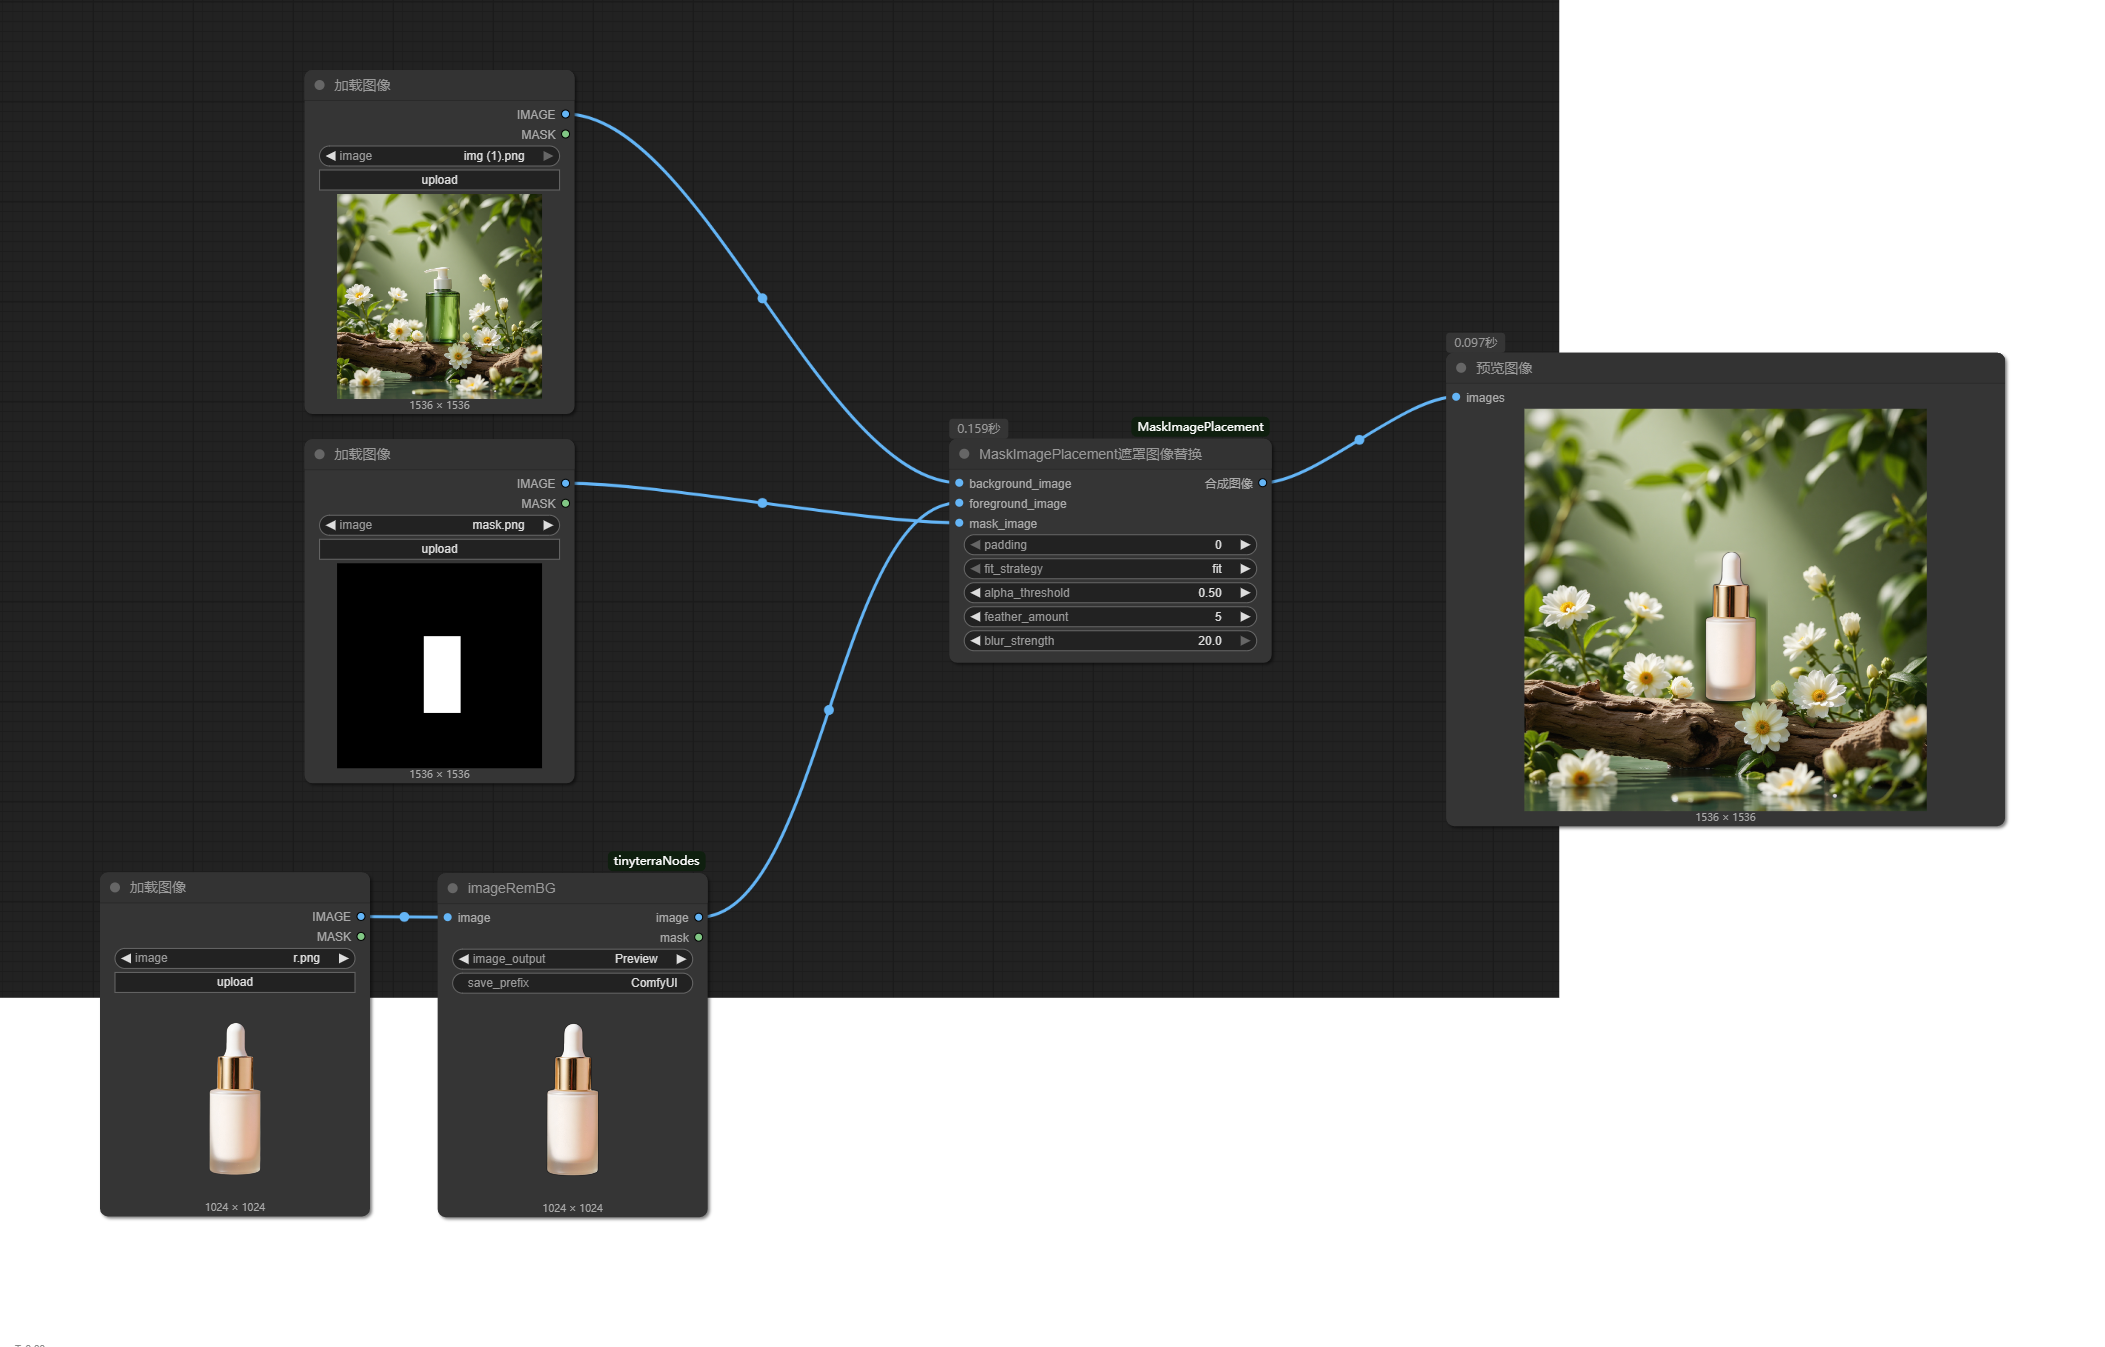 加载图像
IMAGE
MASK
image img (1).png
upload
1536 × 1536
加载图像
IMAGE
MASK
image mask.png
upload
1536 × 1536
加载图像
IMAGE
MASK
image r.png
upload
1024 × 1024
tinyterraNodes
imageRemBG
image image
mask
image_output Preview
save_prefix ComfyUI
1024 × 1024
0.159秒 MaskImagePlacement
MaskImagePlacement遮罩图像替换
background_image 合成图像
foreground_image
mask_image
padding 0
fit_strategy fit
alpha_threshold 0.50
feather_amount 5
blur_strength 20.0
0.097秒
预览图像
images
1536 × 1536